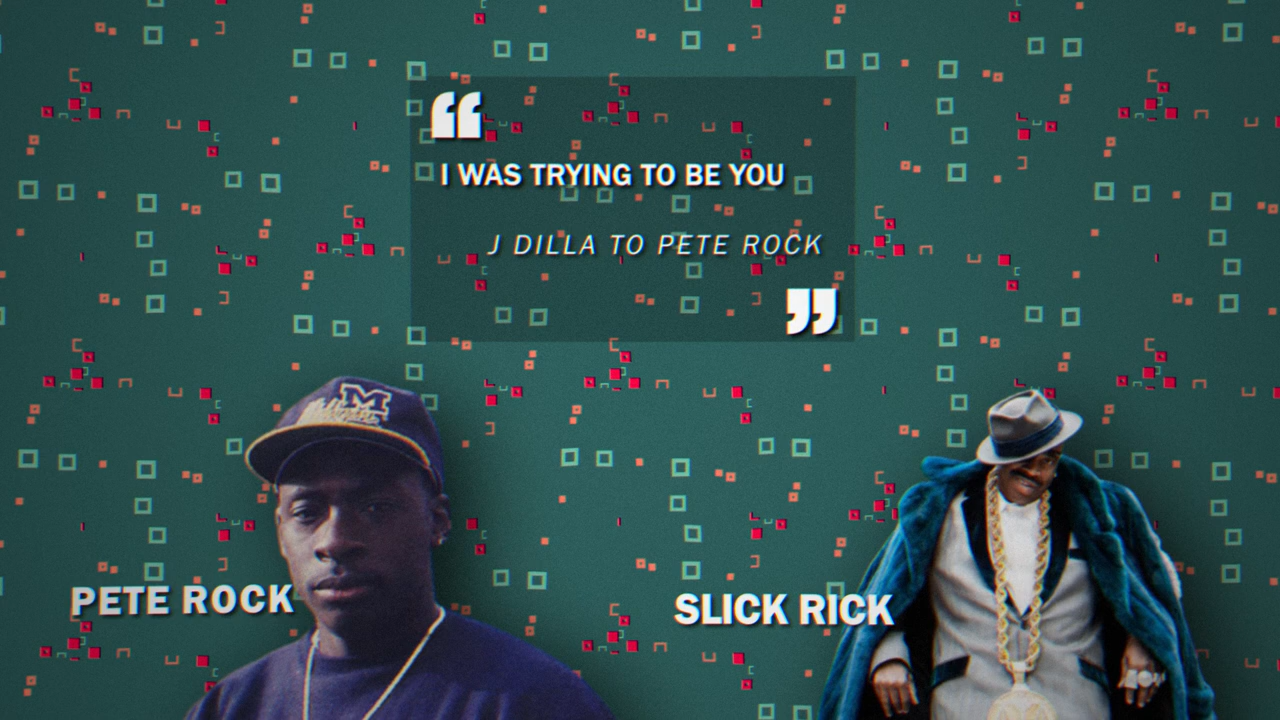 “
I WAS TRYING TO BE YOU
J DILLA TO PETE ROCK
”
M
PETE ROCK
SLICK RICK